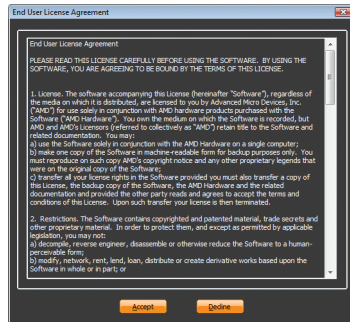 End User License Agreement
End User License Agreement
PLEASE READ THIS LICENSE CAREFULLY BEFORE USING THE SOFTWARE. BY USING THE
SOFTWARE, YOU ARE AGREEING TO BE BOUND BY THE TERMS OF THIS LICENSE.
1. License. The software accompanying this License (hereinafter "Software"), regardless of
the media on which it is distributed, are licensed to you by Advanced Micro Devices, Inc.
("AMD") for use solely in conjunction with AMD hardware products purchased with the
Software ("AMD Hardware"). You own the medium on which the Software is recorded, but
AMD and AMD's Licensors (referred to collectively as "AMD") retain title to the Software and
related documentation. You may:
a) use the Software solely in conjunction with the AMD Hardware on a single computer;
b) make one copy of the Software in machine-readable form for backup purposes only. You
must reproduce on such copy AMD's copyright notice and any other proprietary legends that
were on the original copy of the Software;
c) transfer all your license rights in the Software provided you must also transfer a copy of
this License, the backup copy of the Software, the AMD Hardware and the related
documentation and provided the other party reads and agrees to accept the terms and
conditions of this License. Upon such transfer your license is then terminated.
2. Restrictions. The Software contains copyrighted and patented material, trade secrets and
other proprietary material. In order to protect them, and except as permitted by applicable
legislation, you may not:
a) decompile, reverse engineer, disassemble or otherwise reduce the Software to a human-
perceivable form;
b) modify, network, rent, lend, loan, distribute or create derivative works based upon the
Software in whole or in part; or
Accept
Decline